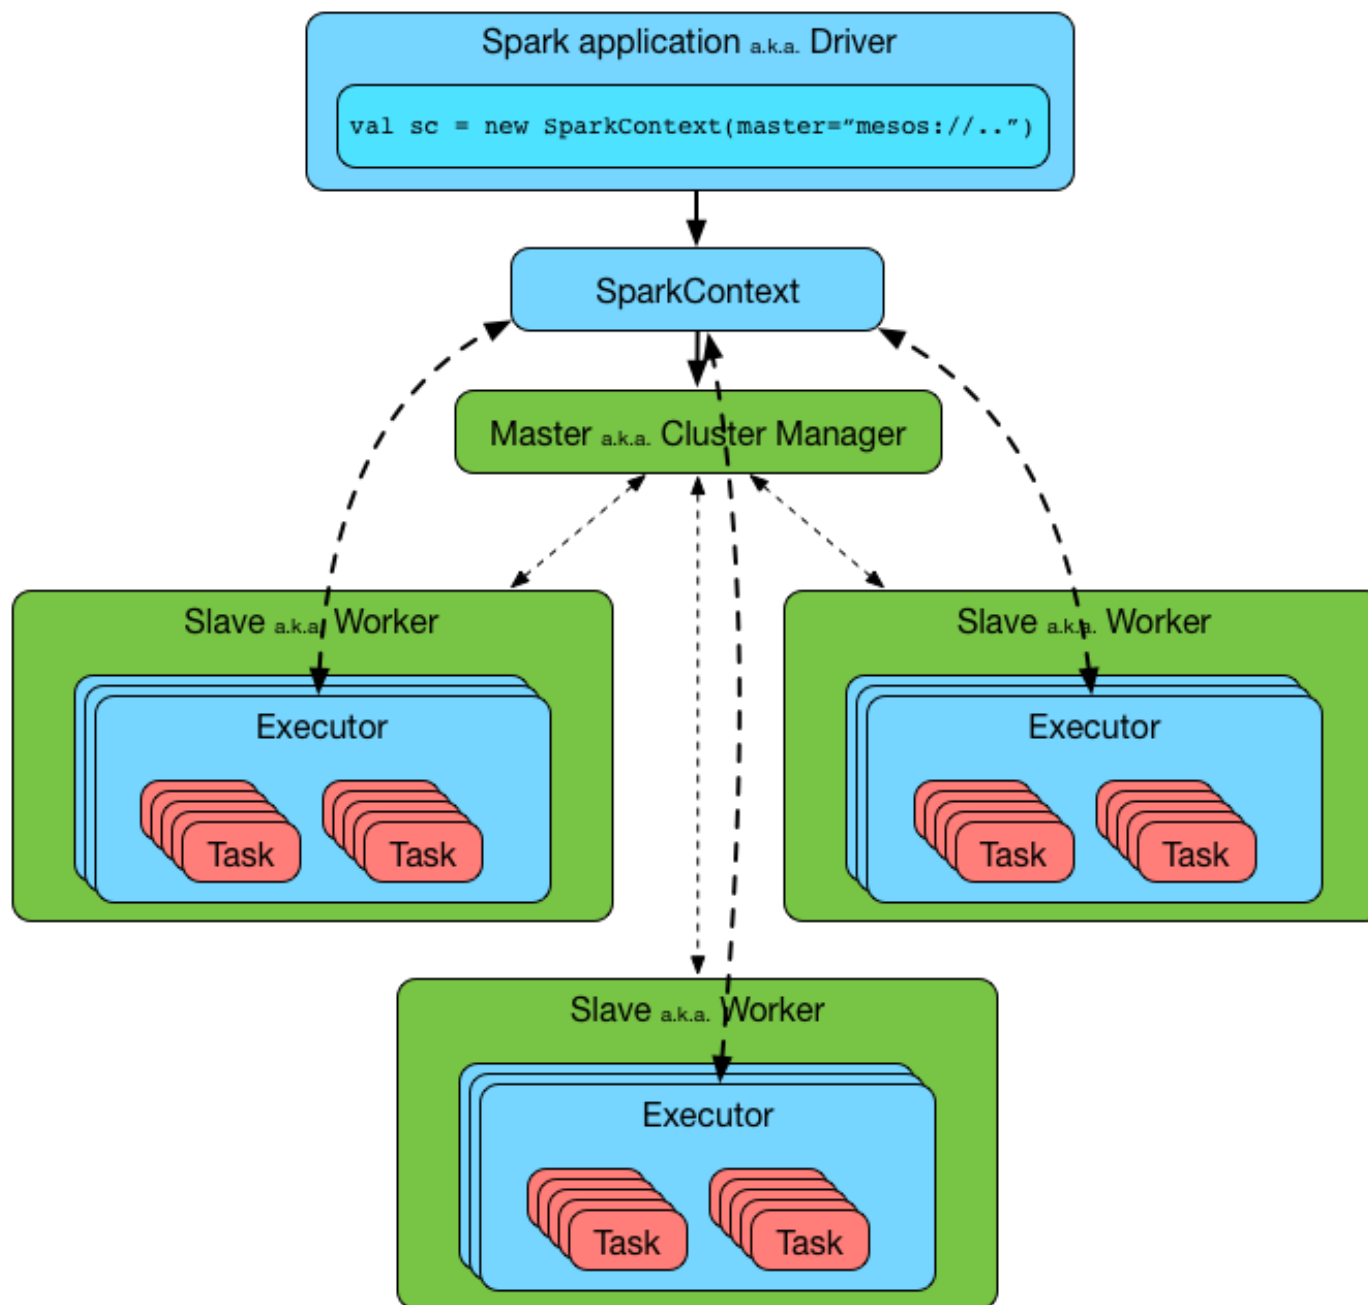 Spark application a.k.a. Driver
val sc = new SparkContext(master=“mesos://..”)
SparkContext
Master a.k.a. Cluster Manager
Slave a.k.a. Worker
Executor
Task
Task
Slave a.k.a. Worker
Executor
Task
Task
Slave a.k.a. Worker
Executor
Task
Task